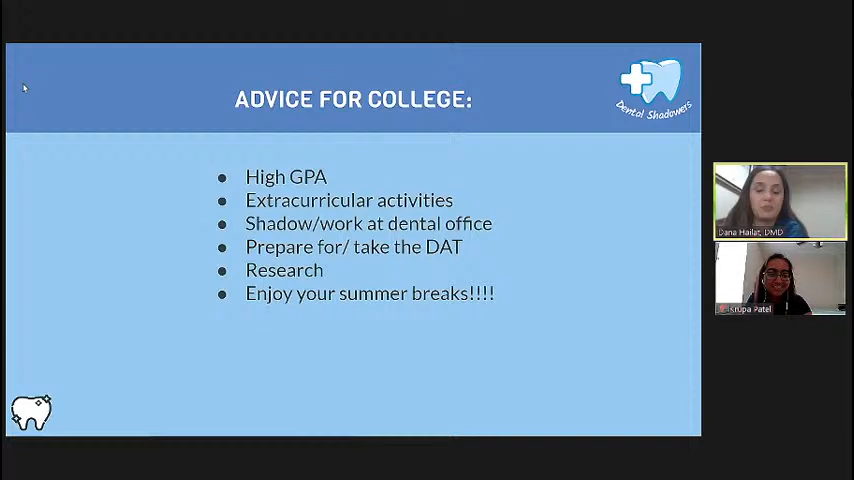 ADVICE FOR COLLEGE:
Dental Shadowers
● High GPA
● Extracurricular activities
● Shadow/work at dental office
● Prepare for/ take the DAT
● Research
● Enjoy your summer breaks!!!!
Dana Hailat, DMD
Krupa Patel